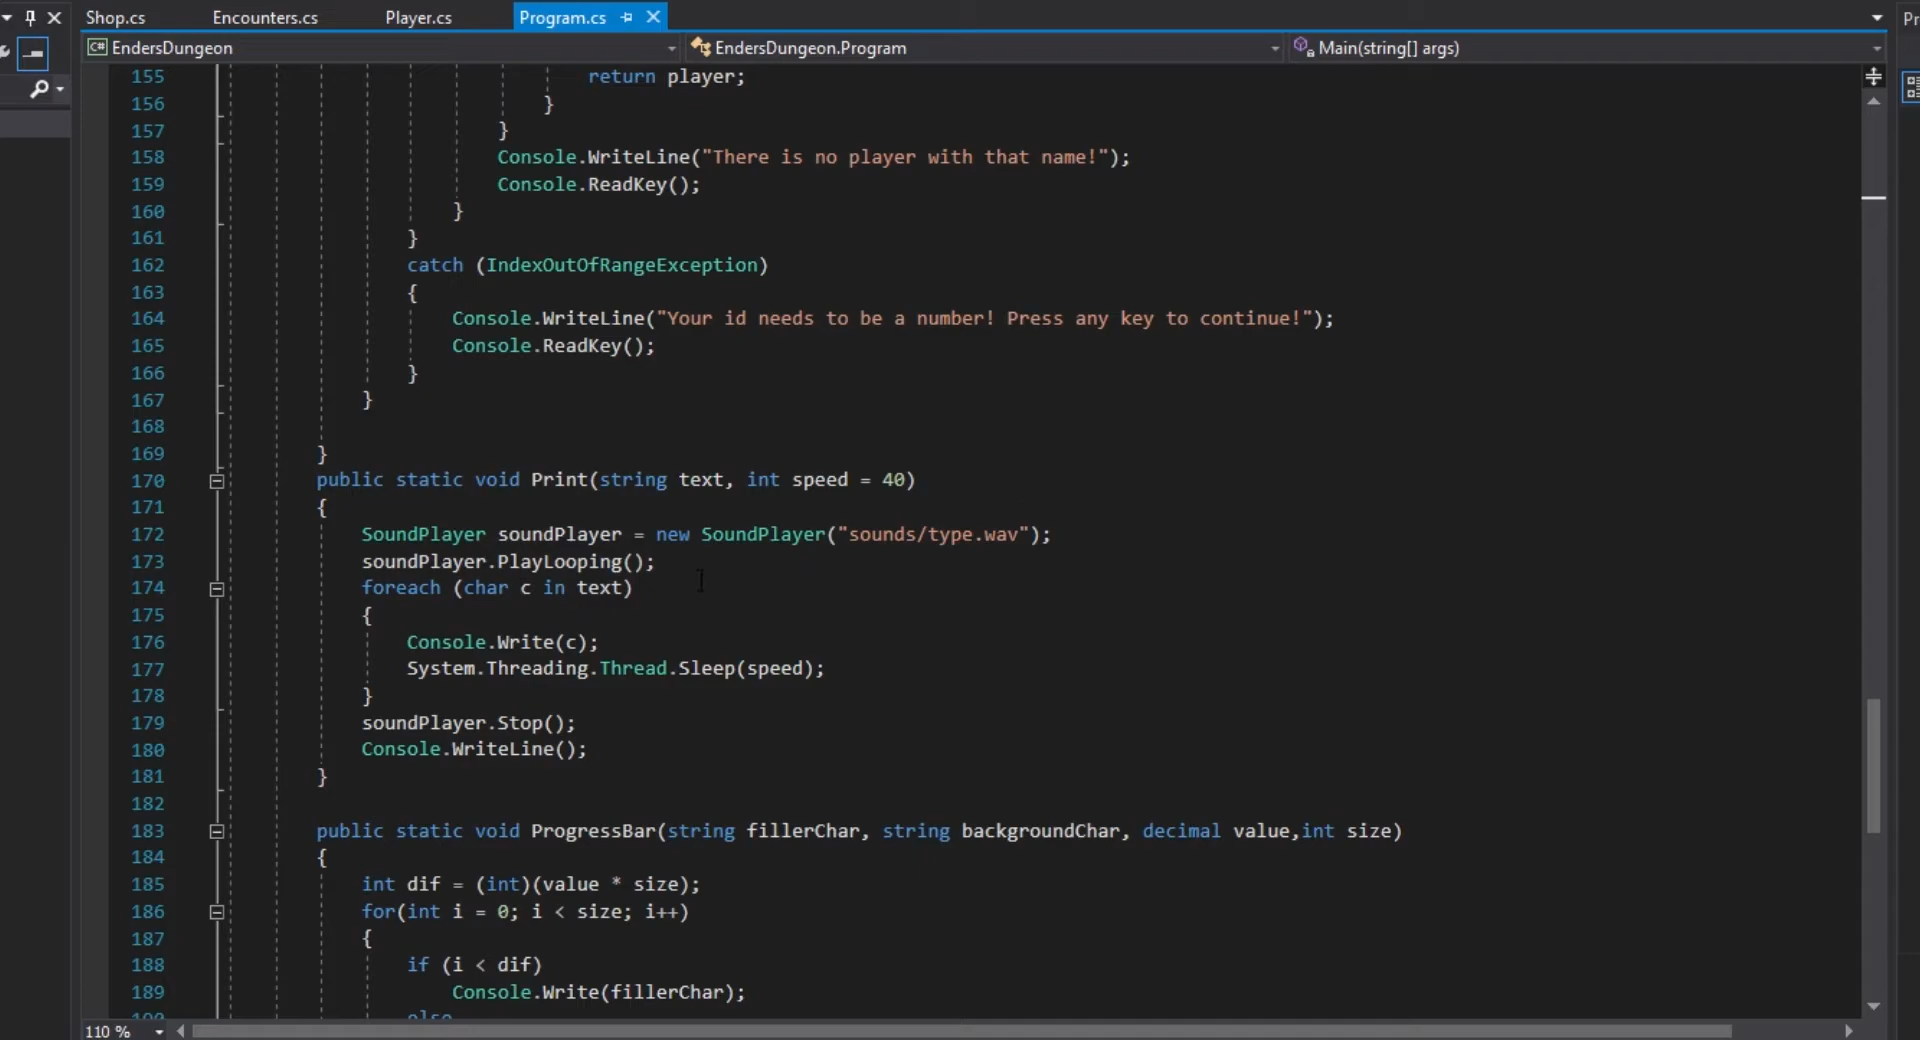 Shop.cs Encounters.cs Player.cs Program.cs
C# EndersDungeon EndersDungeon.Program Main(string[] args)
155 return player;
156 }
157 }
158 Console.WriteLine("There is no player with that name!");
159 Console.ReadKey();
160 }
161 }
162 catch (IndexOutOfRangeException)
163 {
164 Console.WriteLine("Your id needs to be a number! Press any key to continue!");
165 Console.ReadKey();
166 }
167 }
168
169 }
170 public static void Print(string text, int speed = 40)
171 {
172 SoundPlayer soundPlayer = new SoundPlayer("sounds/type.wav");
173 soundPlayer.PlayLooping();
174 foreach (char c in text)
175 {
176 Console.Write(c);
177 System.Threading.Thread.Sleep(speed);
178 }
179 soundPlayer.Stop();
180 Console.WriteLine();
181 }
182
183 public static void ProgressBar(string fillerChar, string backgroundChar, decimal value,int size)
184 {
185 int dif = (int)(value * size);
186 for(int i = 0; i < size; i++)
187 {
188 if (i < dif)
189 Console.Write(fillerChar);
190 else
110 %